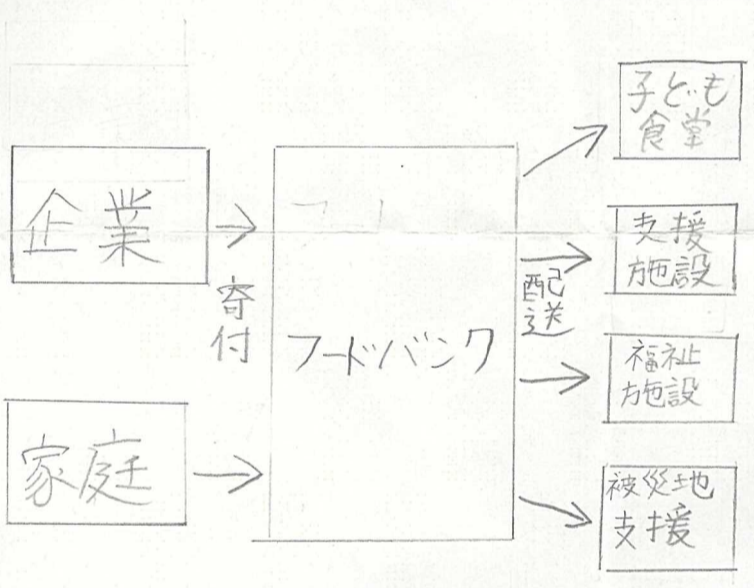 企業
寄付
家庭
フードバンク
配送
子ども
食堂
支援
施設
福祉
施設
被災地
支援